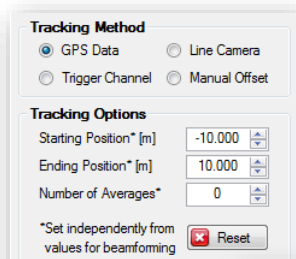 Tracking Method
GPS Data Line Camera
Trigger Channel Manual Offset
Tracking Options
Starting Position* [m] -10.000
Ending Position* [m] 10.000
Number of Averages* 0
*Set independently from
values for beamforming
Reset